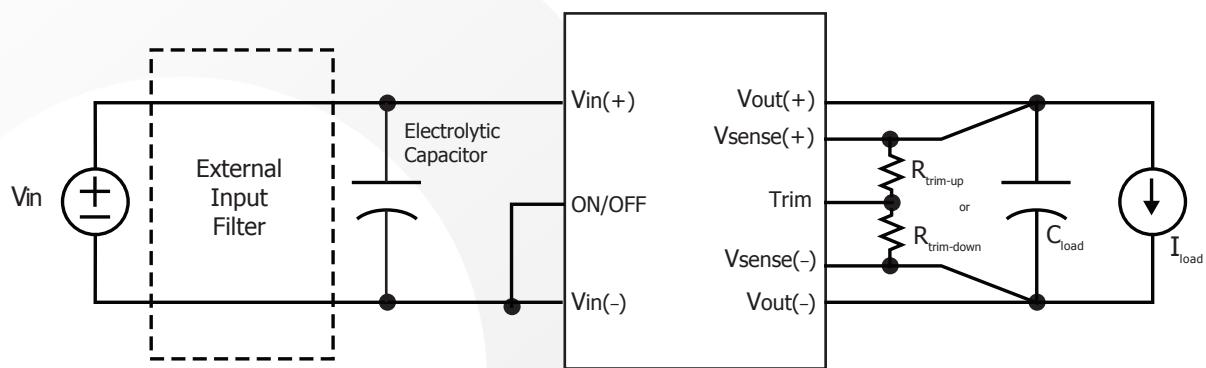 Vin
External
Input
Filter
Electrolytic
Capacitor
Vin(+)
ON/OFF
Vin(−)
Vout(+)
Vsense(+)
Trim
Vsense(−)
Vout(−)
Rtrim-up
or
Rtrim-down
Cload
Iload